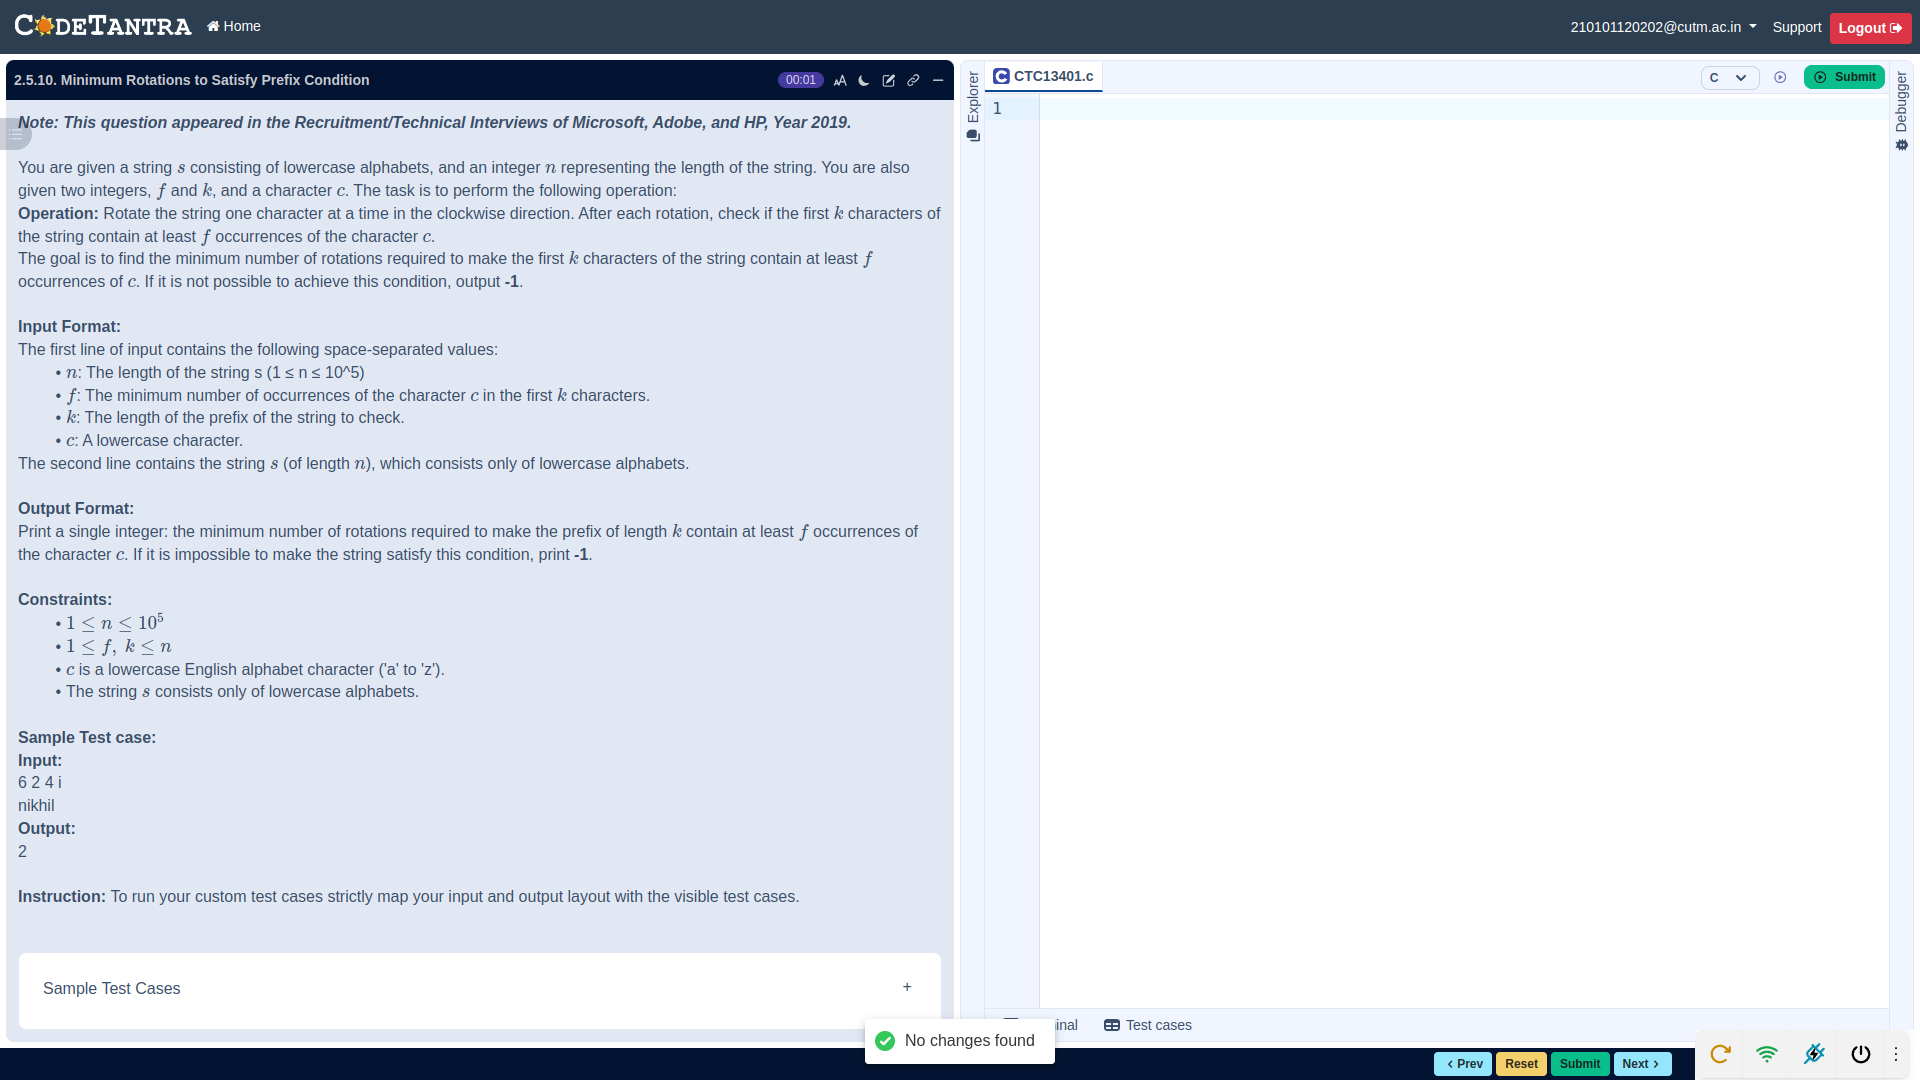 CODETANTRA
Home
210101120202@cutm.ac.in
Support
Logout
2.5.10. Minimum Rotations to Satisfy Prefix Condition
00:01
AA
Note: This question appeared in the Recruitment/Technical Interviews of Microsoft, Adobe, and HP, Year 2019.
You are given a string s consisting of lowercase alphabets, and an integer n representing the length of the string. You are also
given two integers, f and k, and a character c. The task is to perform the following operation:
Operation: Rotate the string one character at a time in the clockwise direction. After each rotation, check if the first k characters of
the string contain at least f occurrences of the character c.
The goal is to find the minimum number of rotations required to make the first k characters of the string contain at least f
occurrences of c. If it is not possible to achieve this condition, output -1.
Input Format:
The first line of input contains the following space-separated values:
• n: The length of the string s (1 ≤ n ≤ 10^5)
• f: The minimum number of occurrences of the character c in the first k characters.
• k: The length of the prefix of the string to check.
• c: A lowercase character.
The second line contains the string s (of length n), which consists only of lowercase alphabets.
Output Format:
Print a single integer: the minimum number of rotations required to make the prefix of length k contain at least f occurrences of
the character c. If it is impossible to make the string satisfy this condition, print -1.
Constraints:
• 1 ≤ n ≤ 10⁵
• 1 ≤ f, k ≤ n
• c is a lowercase English alphabet character ('a' to 'z').
• The string s consists only of lowercase alphabets.
Sample Test case:
Input:
6 2 4 i
nikhil
Output:
2
Instruction: To run your custom test cases strictly map your input and output layout with the visible test cases.
Sample Test Cases
+
Explorer
C CTC13401.c
C
Submit
1
Debugger
Test cases
No changes found
Prev
Reset
Submit
Next